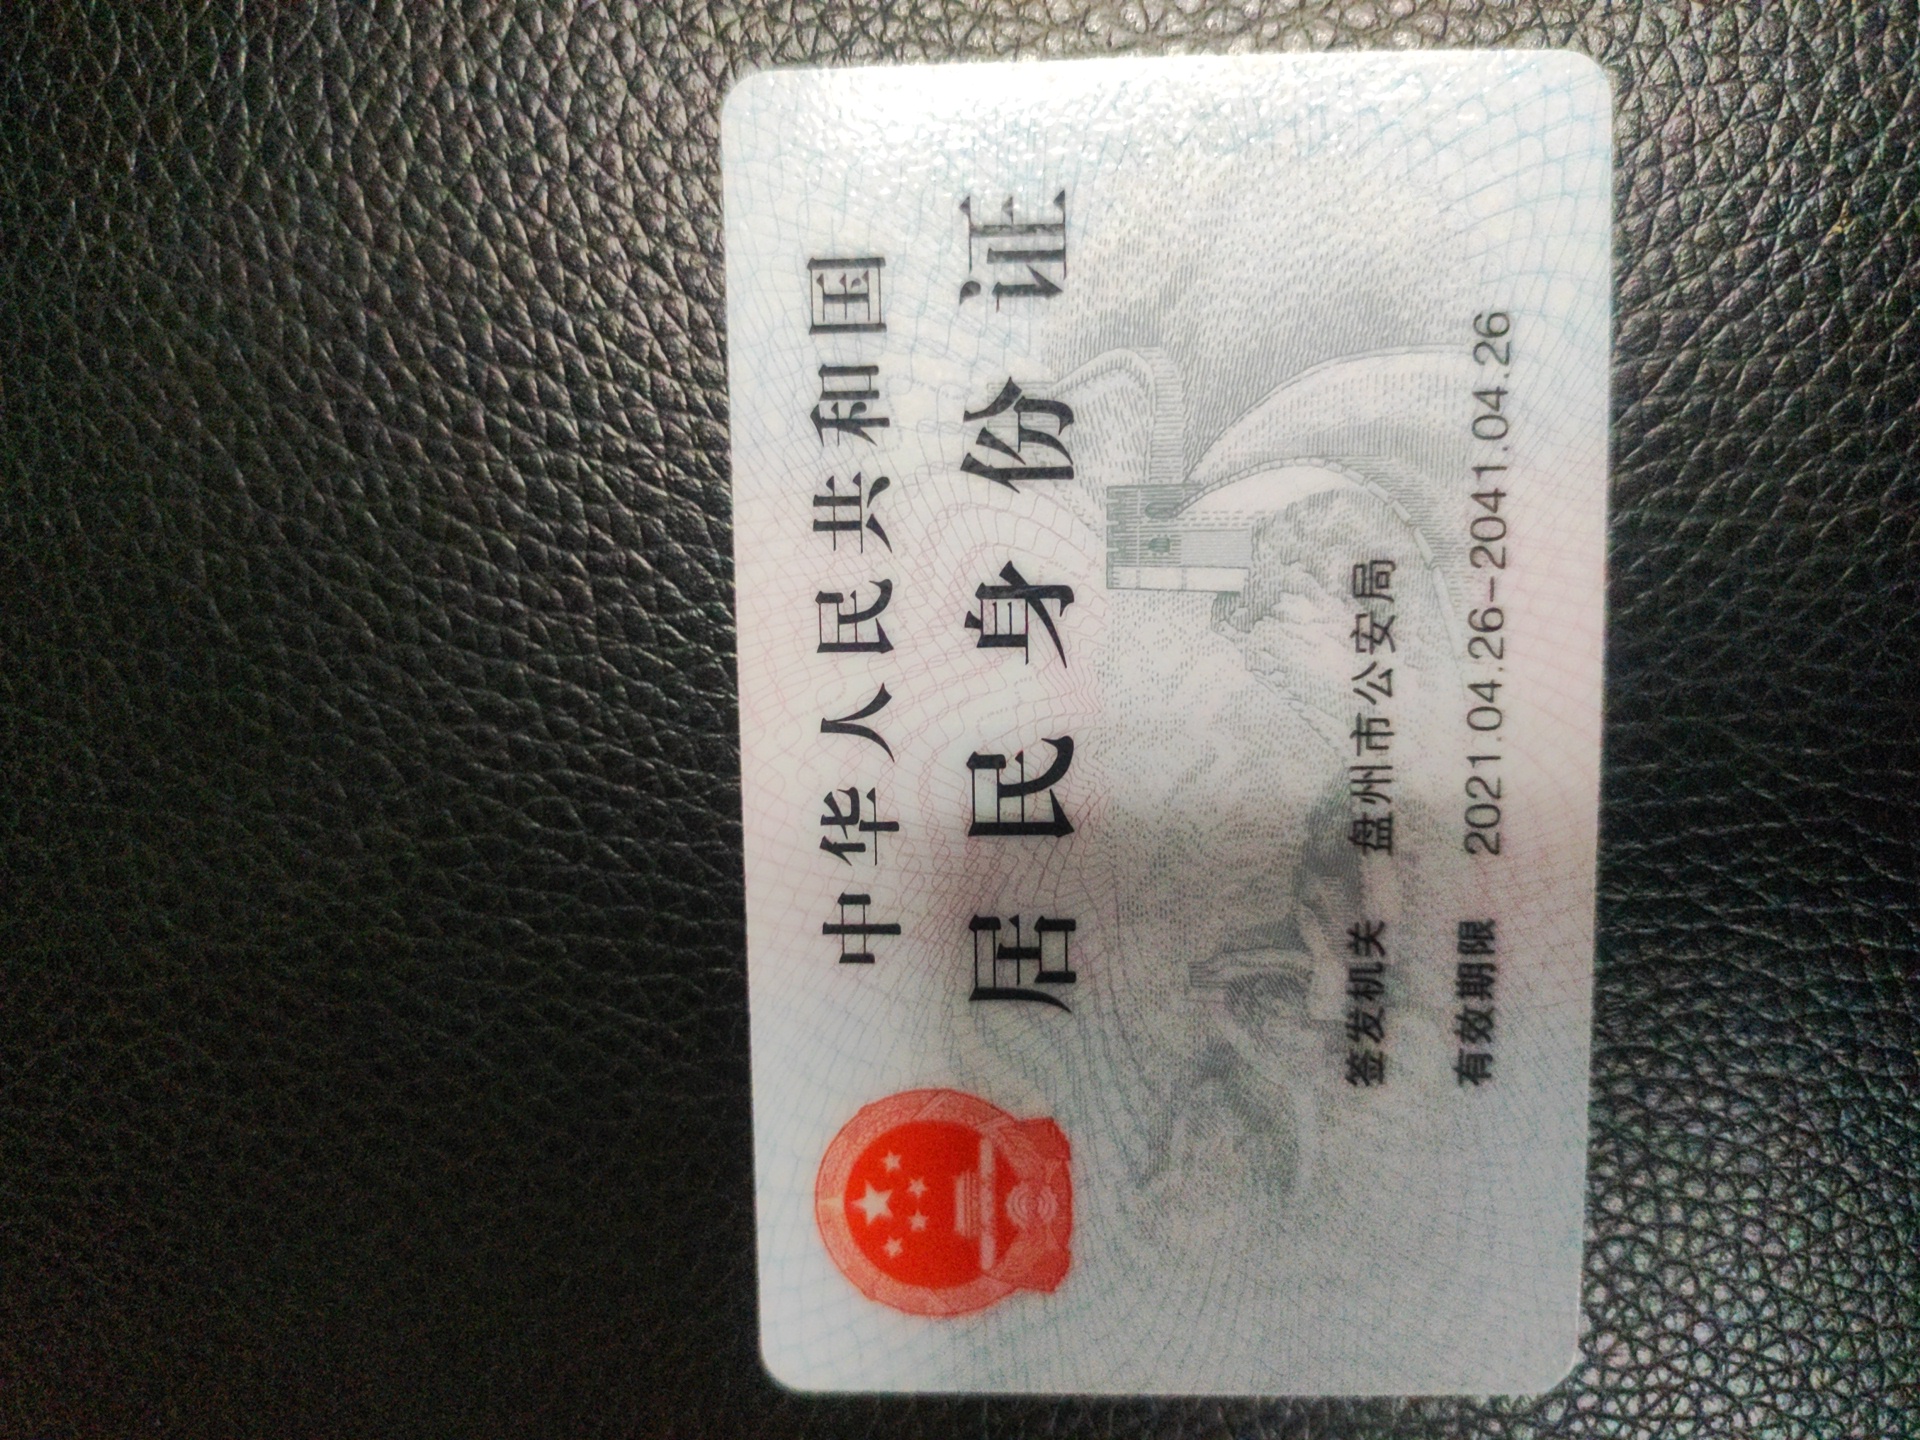 中华人民共和国
居民身份证
签发机关 盘州市公安局
有效期限 2021.04.26-2041.04.26